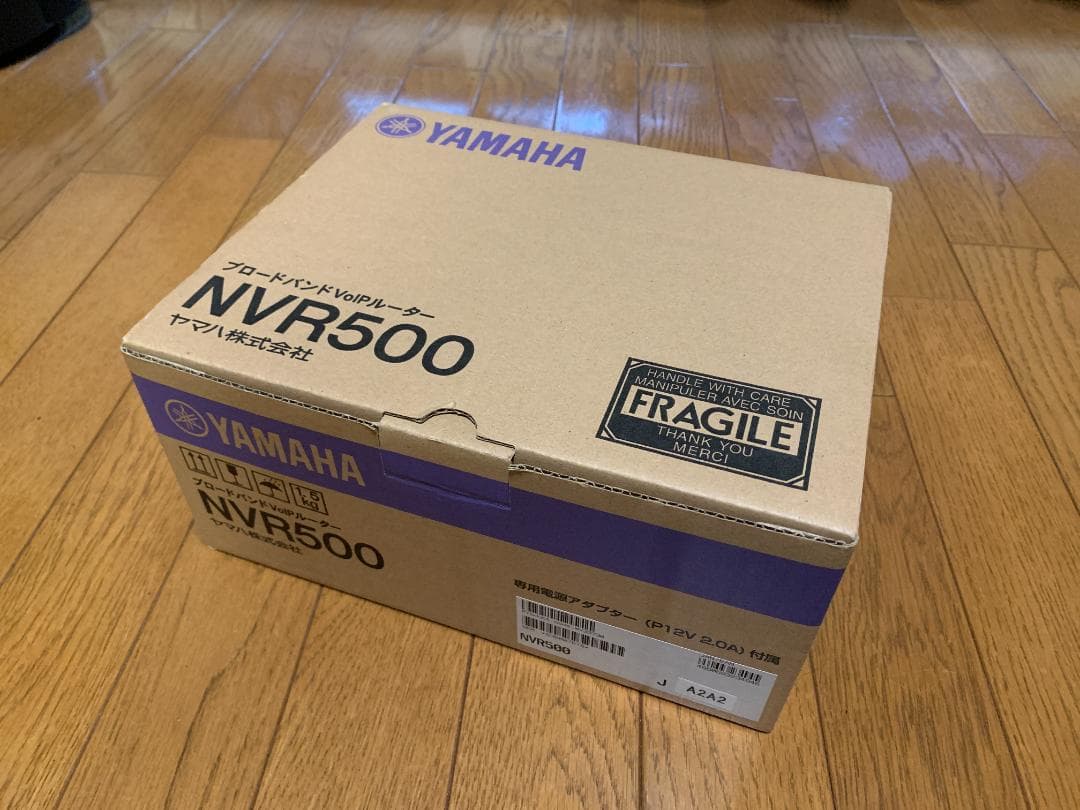 YAMAHA
ブロードバンドVoIPルーター
NVR500
ヤマハ株式会社
HANDLE WITH CARE
MANIPULER AVEC SOIN
FRAGILE
THANK YOU
MERCI
YAMAHA
1,5
kg
ブロードバンドVoIPルーター
NVR500
ヤマハ株式会社
専用電源アダプター（P12V 2.0A）付属
NVR500
J
A2A2